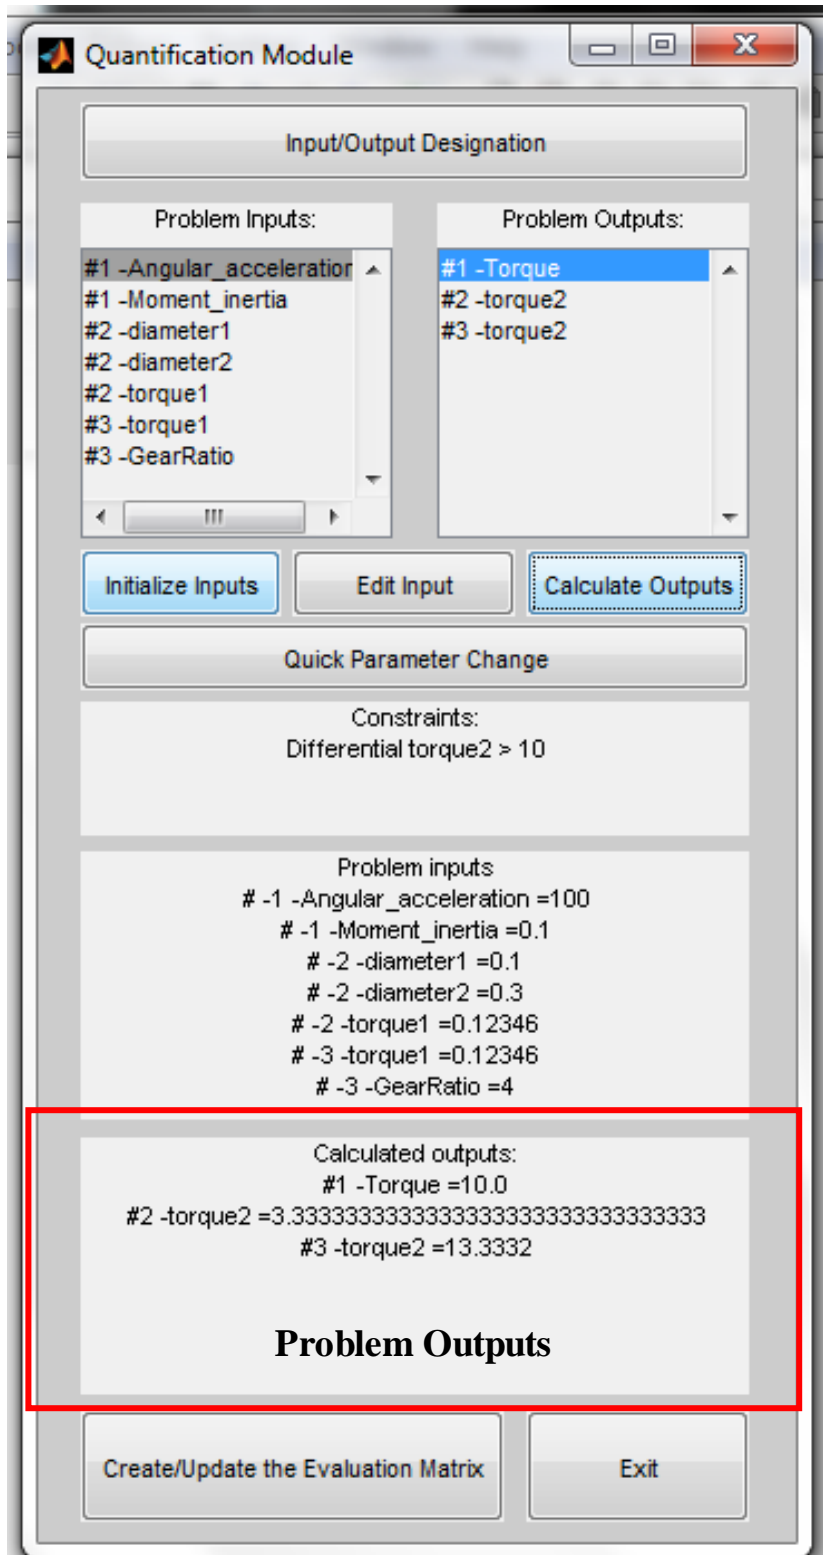 Quantification Module
Input/Output Designation
Problem Inputs:
#1 -Angular_acceleration
#1 -Moment_inertia
#2 -diameter1
#2 -diameter2
#2 -torque1
#3 -torque1
#3 -GearRatio
Problem Outputs:
#1 -Torque
#2 -torque2
#3 -torque2
Initialize Inputs
Edit Input
Calculate Outputs
Quick Parameter Change
Constraints:
Differential torque2 > 10
Problem inputs
# -1 -Angular_acceleration =100
# -1 -Moment_inertia =0.1
# -2 -diameter1 =0.1
# -2 -diameter2 =0.3
# -2 -torque1 =0.12346
# -3 -torque1 =0.12346
# -3 -GearRatio =4
Calculated outputs:
#1 -Torque =10.0
#2 -torque2 =3.3333333333333333333333333333333
#3 -torque2 =13.3332
Problem Outputs
Create/Update the Evaluation Matrix
Exit